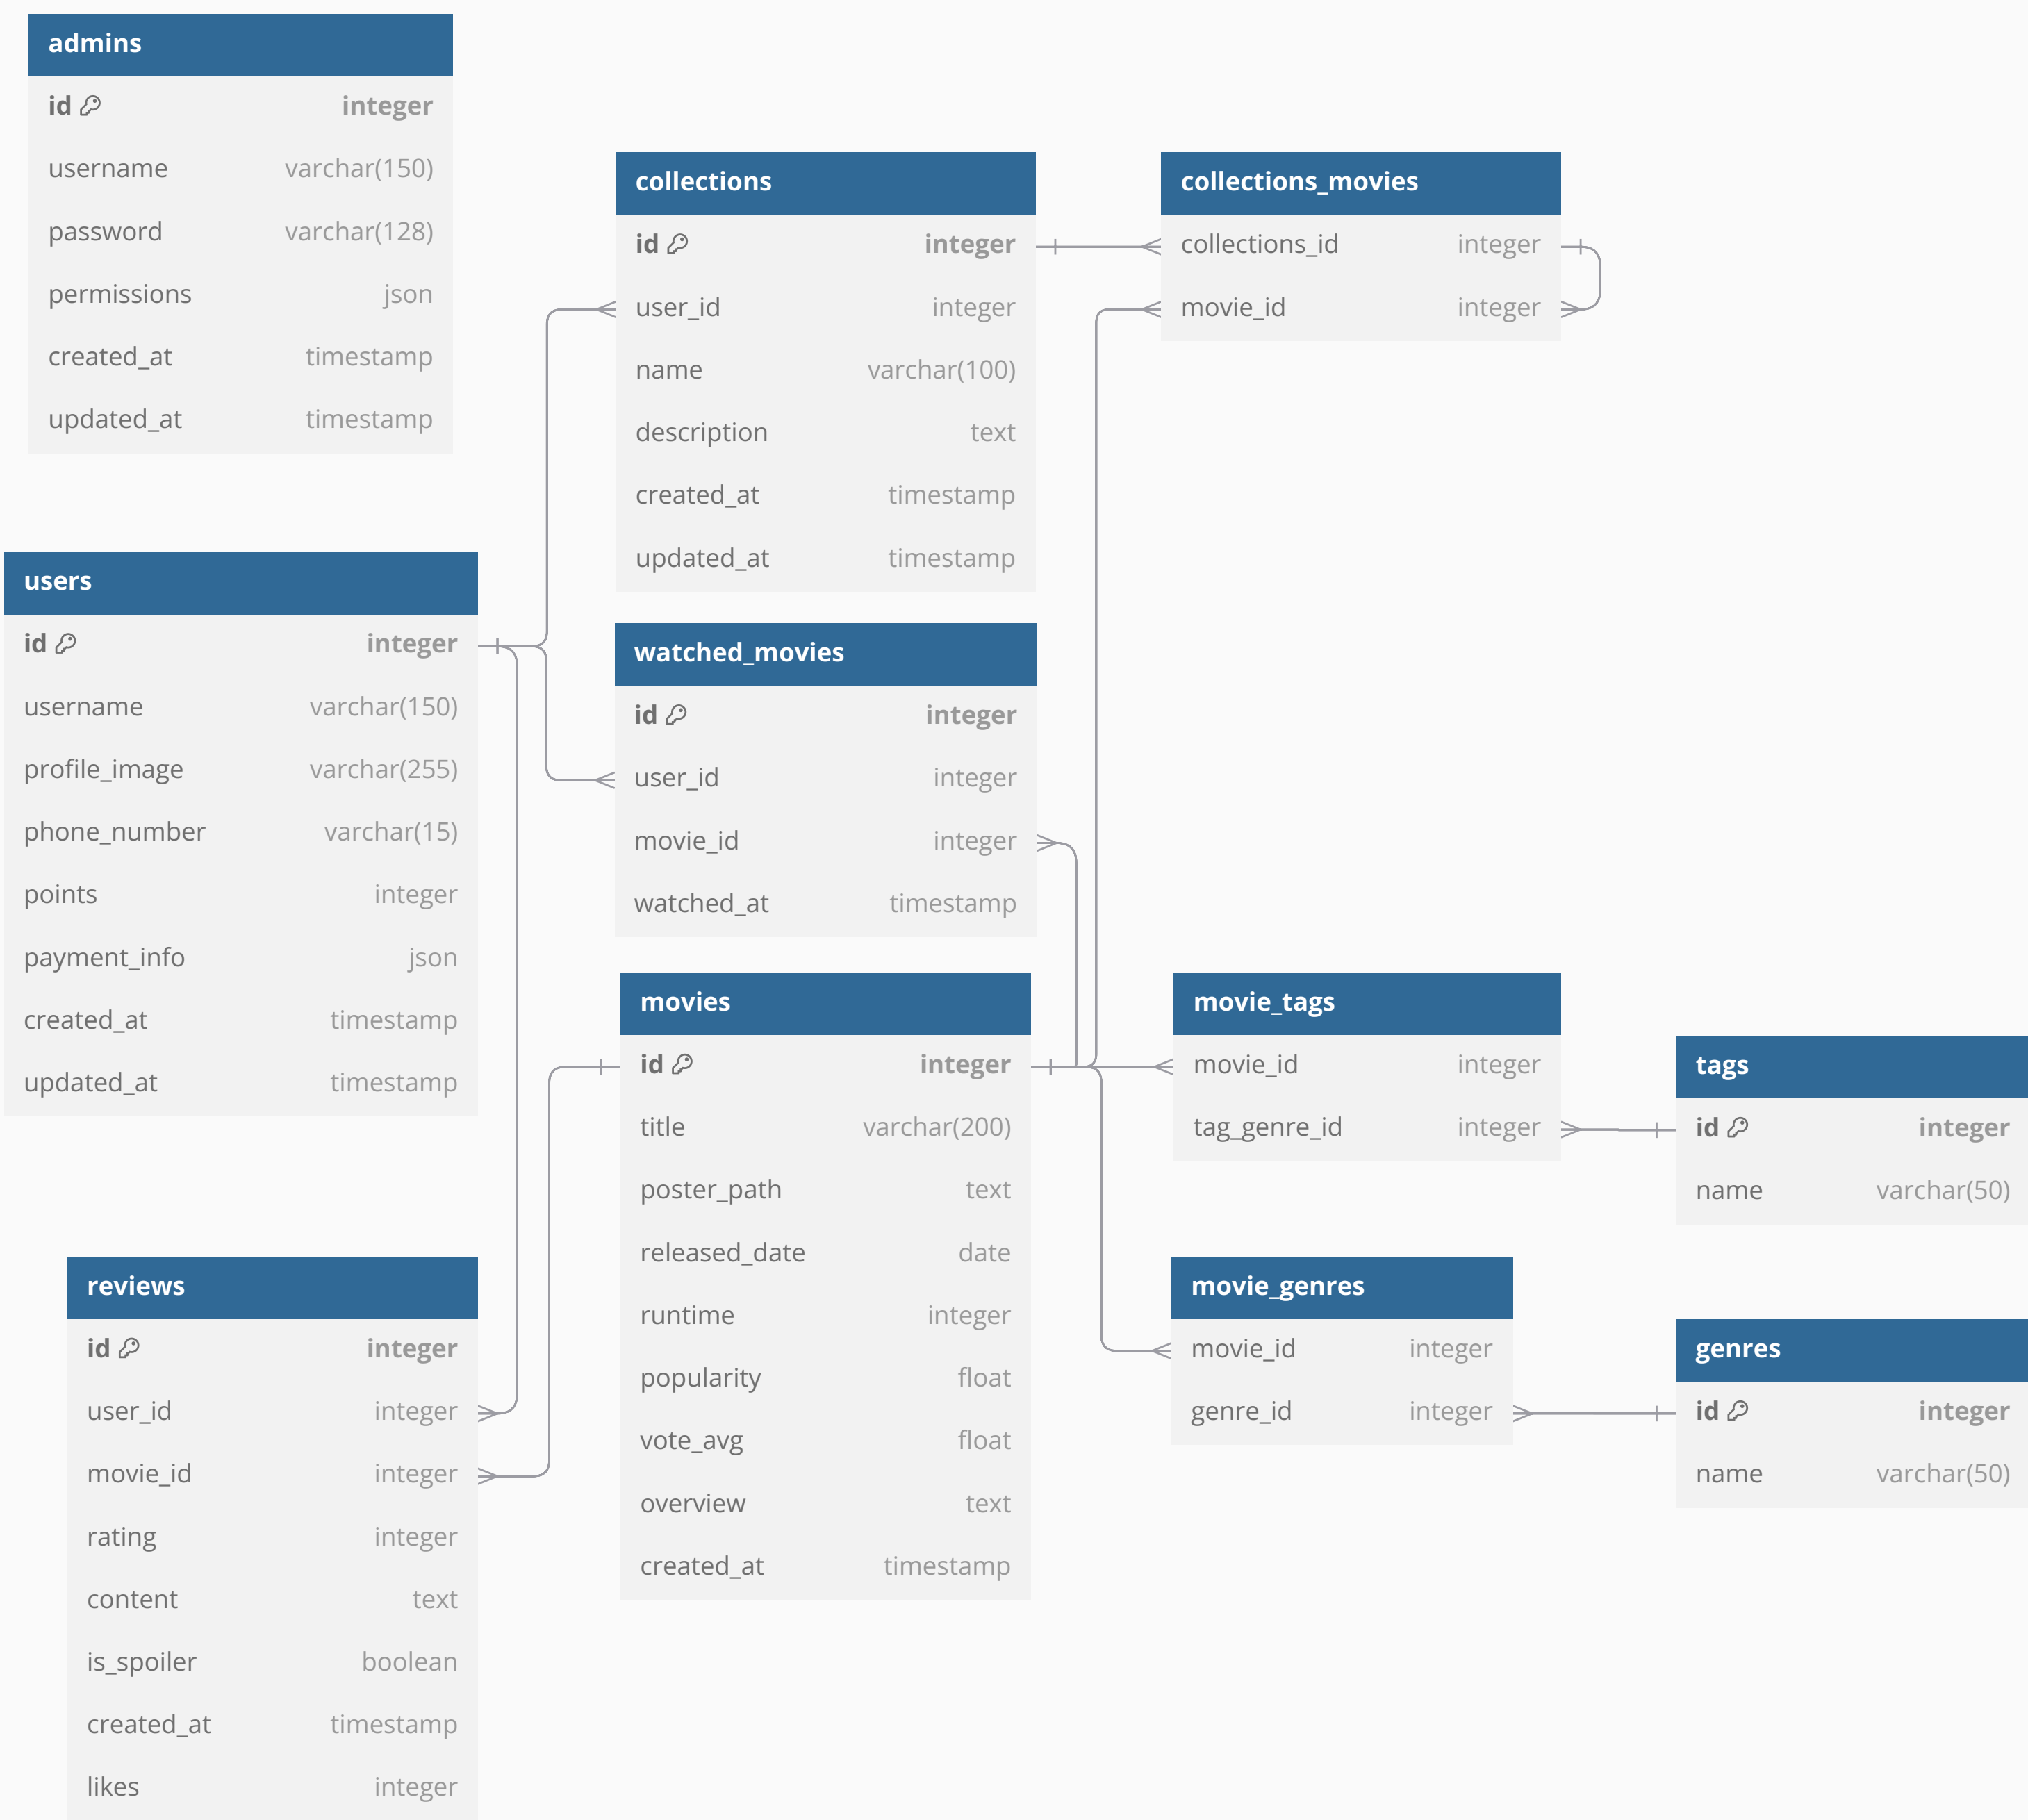 admins
id integer
username varchar(150)
password varchar(128)
permissions json
created_at timestamp
updated_at timestamp
collections
id integer
user_id integer
name varchar(100)
description text
created_at timestamp
updated_at timestamp
collections_movies
collections_id integer
movie_id integer
users
id integer
username varchar(150)
profile_image varchar(255)
phone_number varchar(15)
points integer
payment_info json
created_at timestamp
updated_at timestamp
watched_movies
id integer
user_id integer
movie_id integer
watched_at timestamp
movies
id integer
title varchar(200)
poster_path text
released_date date
runtime integer
popularity float
vote_avg float
overview text
created_at timestamp
movie_tags
movie_id integer
tag_genre_id integer
tags
id integer
name varchar(50)
reviews
id integer
user_id integer
movie_id integer
rating integer
content text
is_spoiler boolean
created_at timestamp
likes integer
movie_genres
movie_id integer
genre_id integer
genres
id integer
name varchar(50)